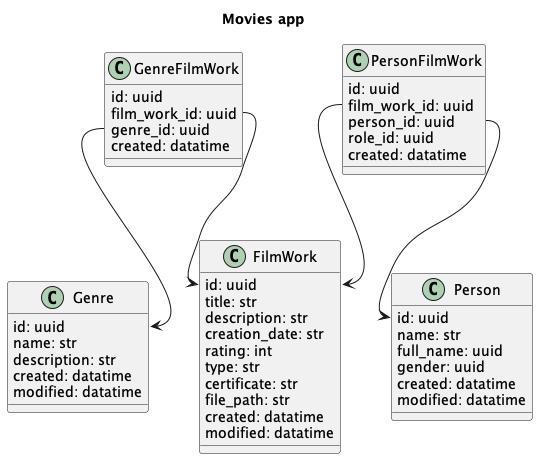 Movies app
C GenreFilmWork
id: uuid
film_work_id: uuid
genre_id: uuid
created: datatime
C PersonFilmWork
id: uuid
film_work_id: uuid
person_id: uuid
role_id: uuid
created: datatime
C Genre
id: uuid
name: str
description: str
created: datatime
modified: datatime
C FilmWork
id: uuid
title: str
description: str
creation_date: str
rating: int
type: str
certificate: str
file_path: str
created: datatime
modified: datatime
C Person
id: uuid
name: str
full_name: uuid
gender: uuid
created: datatime
modified: datatime